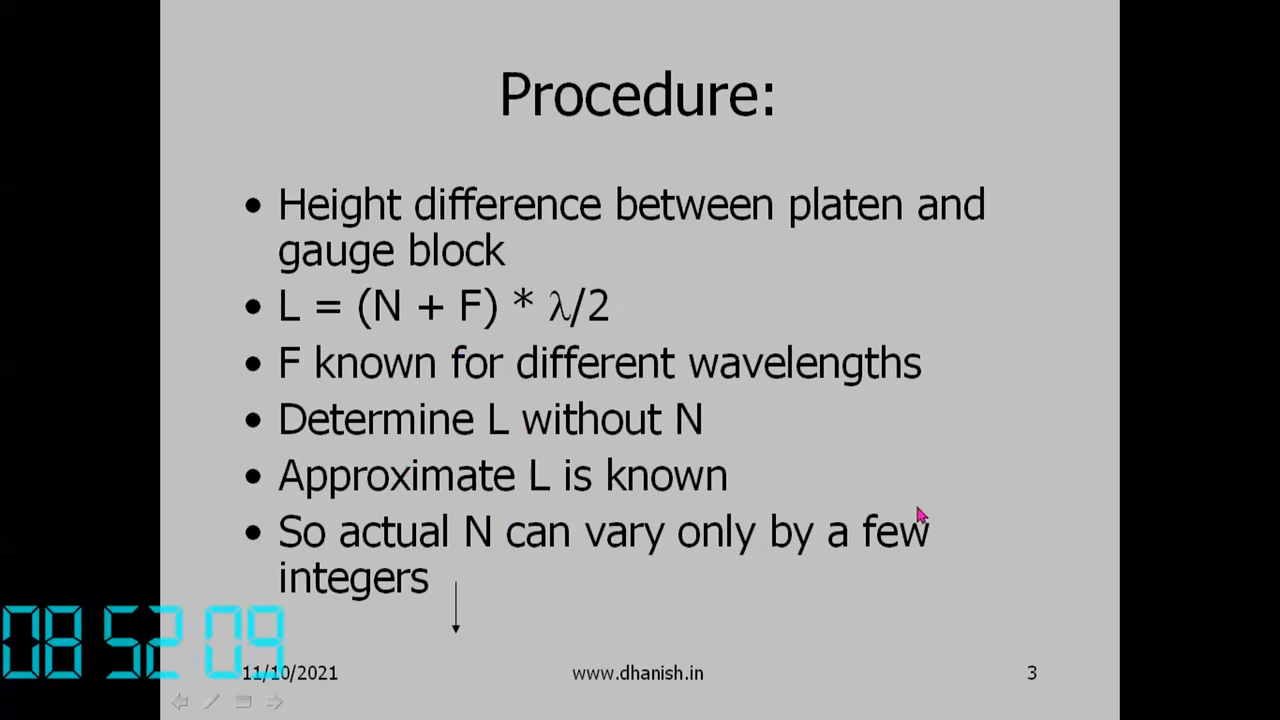 Procedure:
• Height difference between platen and
gauge block
• L = (N + F) * λ/2
• F known for different wavelengths
• Determine L without N
• Approximate L is known
• So actual N can vary only by a few
integers
08 52 09
11/10/2021 www.dhanish.in 3